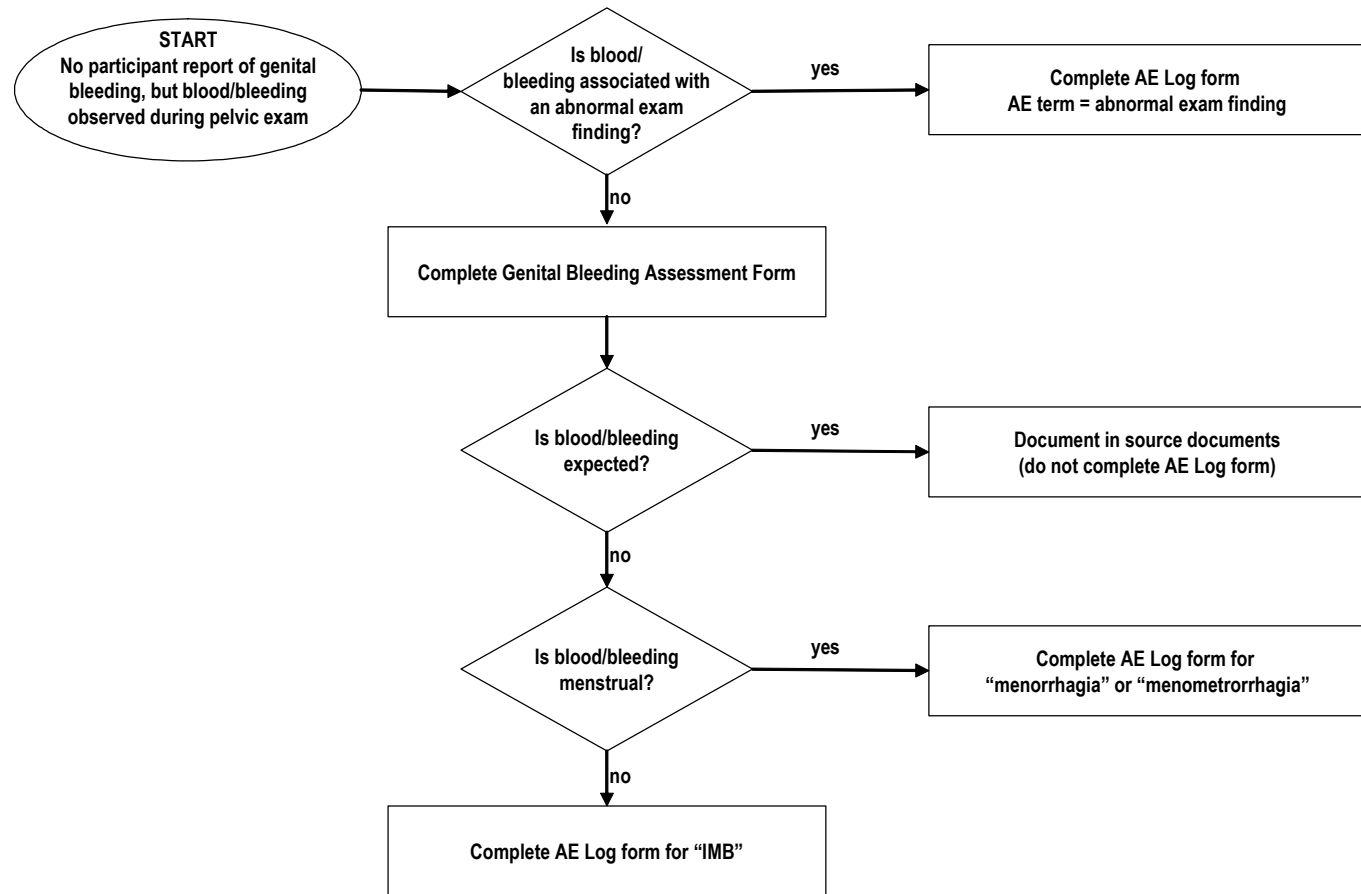 START
No participant report of genital
bleeding, but blood/bleeding
observed during pelvic exam
Is blood/
bleeding associated with
an abnormal exam
finding?
yes
Complete AE Log form
AE term = abnormal exam finding
no
Complete Genital Bleeding Assessment Form
Is blood/bleeding
expected?
yes
Document in source documents
(do not complete AE Log form)
no
Is blood/bleeding
menstrual?
yes
Complete AE Log form for
“menorrhagia” or “menometrorrhagia”
no
Complete AE Log form for “IMB”